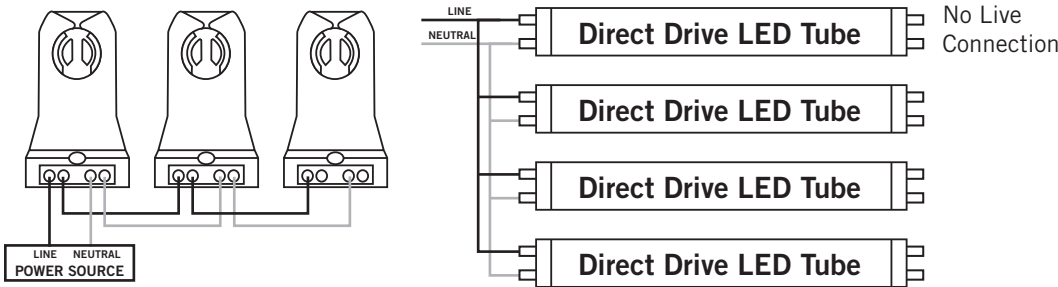 LINE NEUTRAL
POWER SOURCE
LINE
NEUTRAL
Direct Drive LED Tube
No Live
Connection
Direct Drive LED Tube
Direct Drive LED Tube
Direct Drive LED Tube